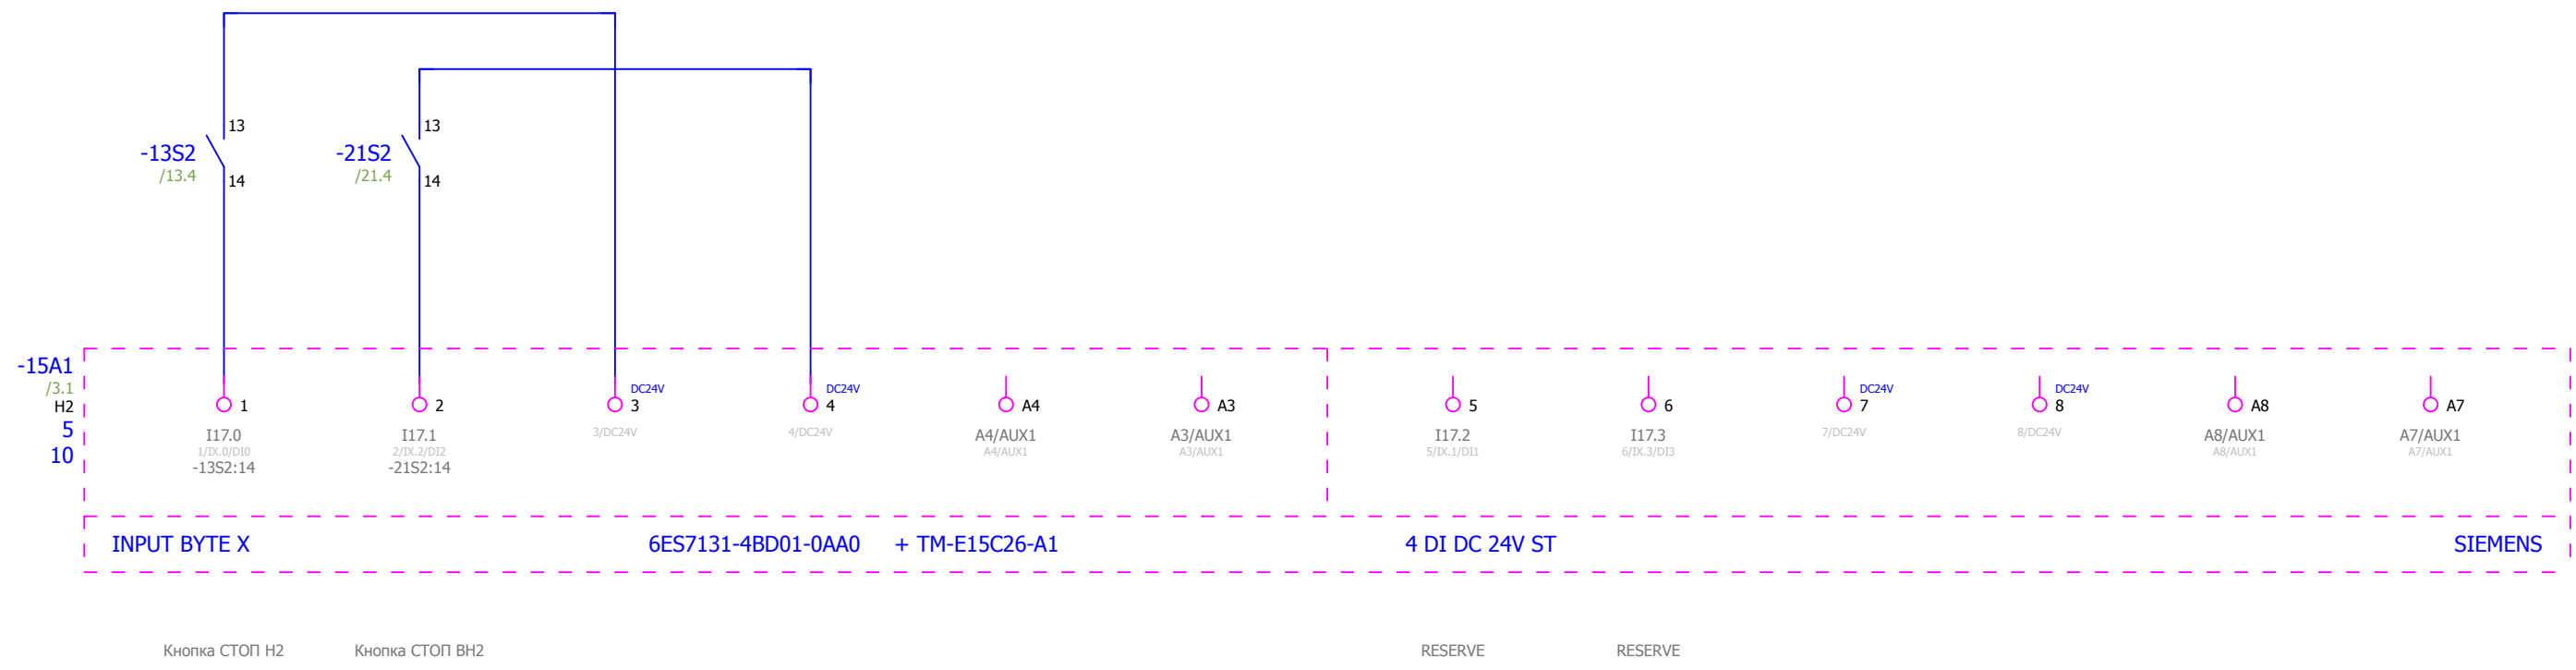 13
13
-13S2
-21S2
/13.4
/21.4
14
14
-15A1
/3.1
H2
5
10
DC24V
DC24V
DC24V
DC24V
1
2
3
4
A4
A3
5
6
7
8
A8
A7
I17.0
I17.1
3/DC24V
4/DC24V
A4/AUX1
A3/AUX1
I17.2
I17.3
7/DC24V
8/DC24V
A8/AUX1
A7/AUX1
1/IX.0/DI0
2/IX.2/DI2
A4/AUX1
A3/AUX1
5/IX.1/DI1
6/IX.3/DI3
A8/AUX1
A7/AUX1
-13S2:14
-21S2:14
INPUT BYTE X
6ES7131-4BD01-0AA0
+ TM-E15C26-A1
4 DI DC 24V ST
SIEMENS
Кнопка СТОП Н2
Кнопка СТОП ВН2
RESERVE
RESERVE